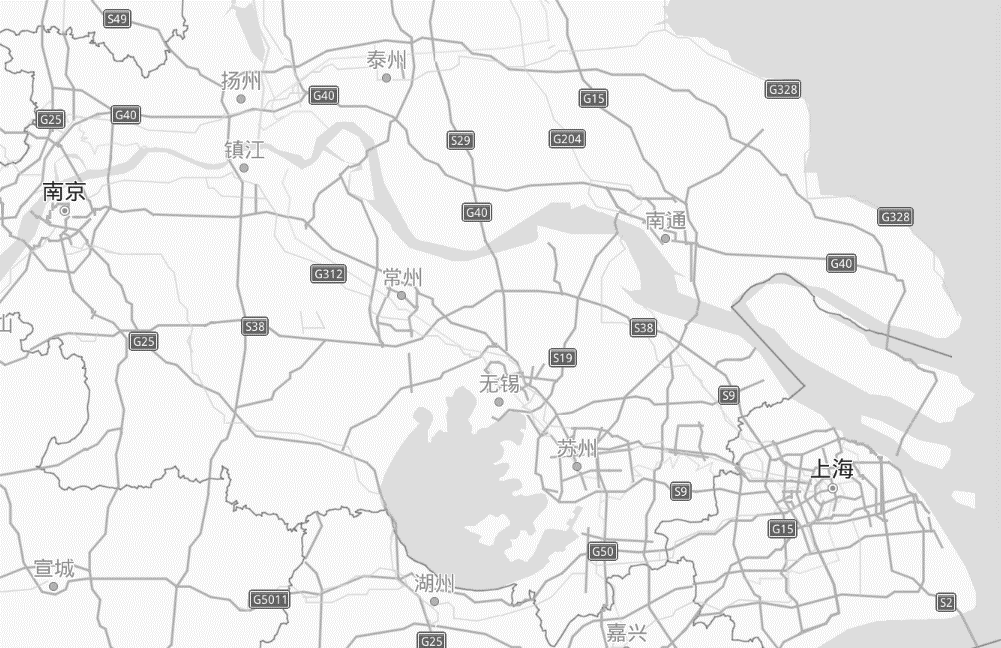 S49
泰州
扬州
G40
G328
G15
G25
G40
S29
G204
镇江
南京
G40
南通
G328
G40
G312
常州
山
S38
S38
G25
S19
无锡
S9
苏州
上海
S9
G15
G50
宣城
湖州
G5011
S2
嘉兴
G25